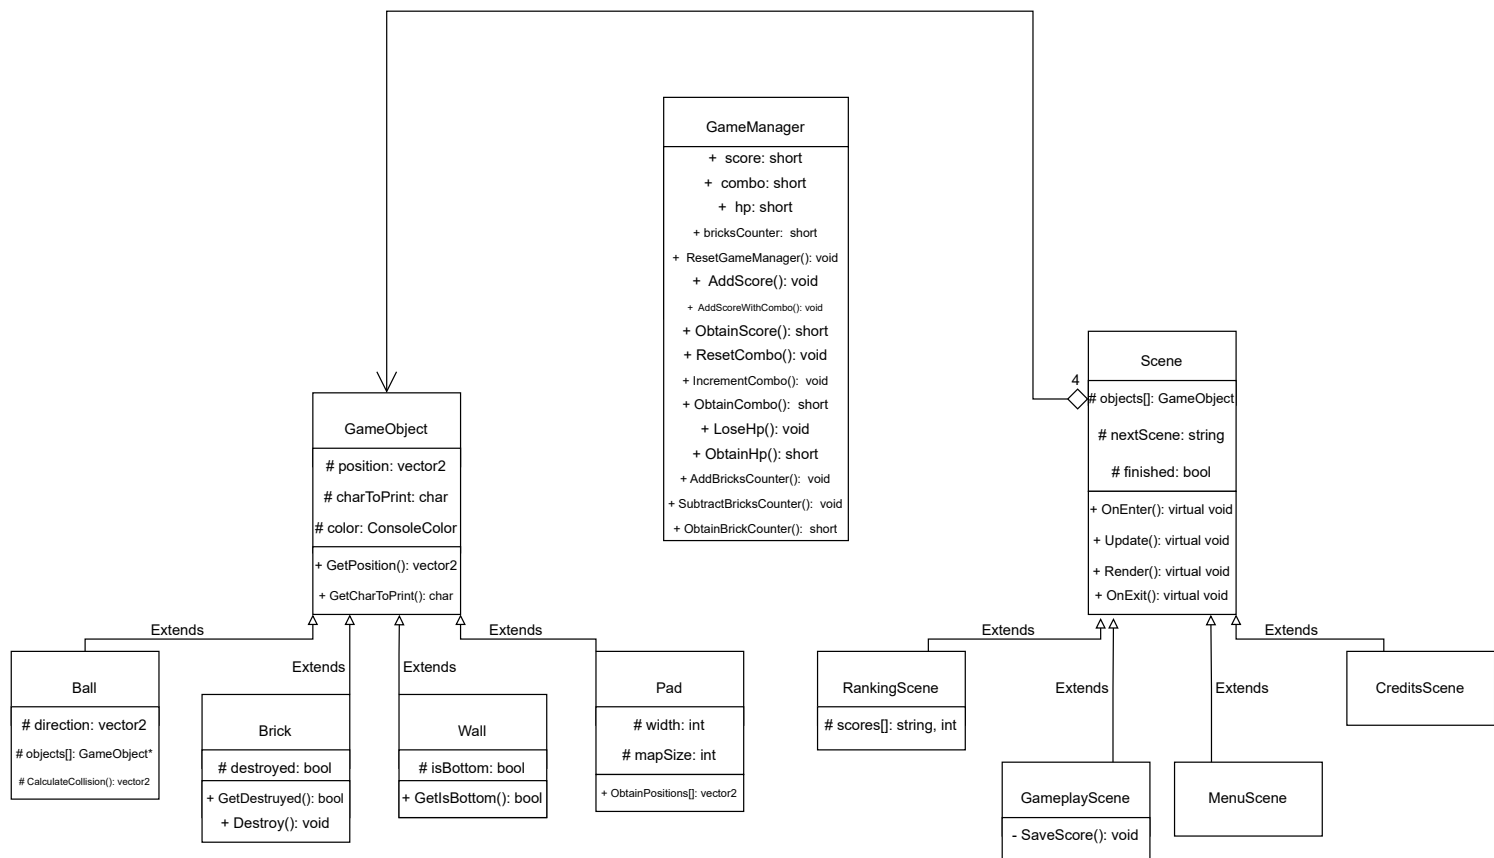 GameManager
+ score: short
+ combo: short
+ hp: short
+ bricksCounter: short
+ ResetGameManager(): void
+ AddScore(): void
+ AddScoreWithCombo(): void
+ ObtainScore(): short
+ ResetCombo(): void
+ IncrementCombo(): void
+ ObtainCombo(): short
+ LoseHp(): void
+ ObtainHp(): short
+ AddBricksCounter(): void
+ SubtractBricksCounter(): void
+ ObtainBrickCounter(): short
4
Scene
# objects[]: GameObject
# nextScene: string
# finished: bool
+ OnEnter(): virtual void
+ Update(): virtual void
+ Render(): virtual void
+ OnExit(): virtual void
GameObject
# position: vector2
# charToPrint: char
# color: ConsoleColor
+ GetPosition(): vector2
+ GetCharToPrint(): char
Extends
Extends
Extends
Extends
Ball
# direction: vector2
# objects[]: GameObject*
# CalculateCollision(): vector2
Brick
# destroyed: bool
+ GetDestruyed(): bool
+ Destroy(): void
Wall
# isBottom: bool
+ GetIsBottom(): bool
Pad
# width: int
# mapSize: int
+ ObtainPositions[]: vector2
Extends
Extends
Extends
Extends
RankingScene
# scores[]: string, int
GameplayScene
- SaveScore(): void
MenuScene
CreditsScene